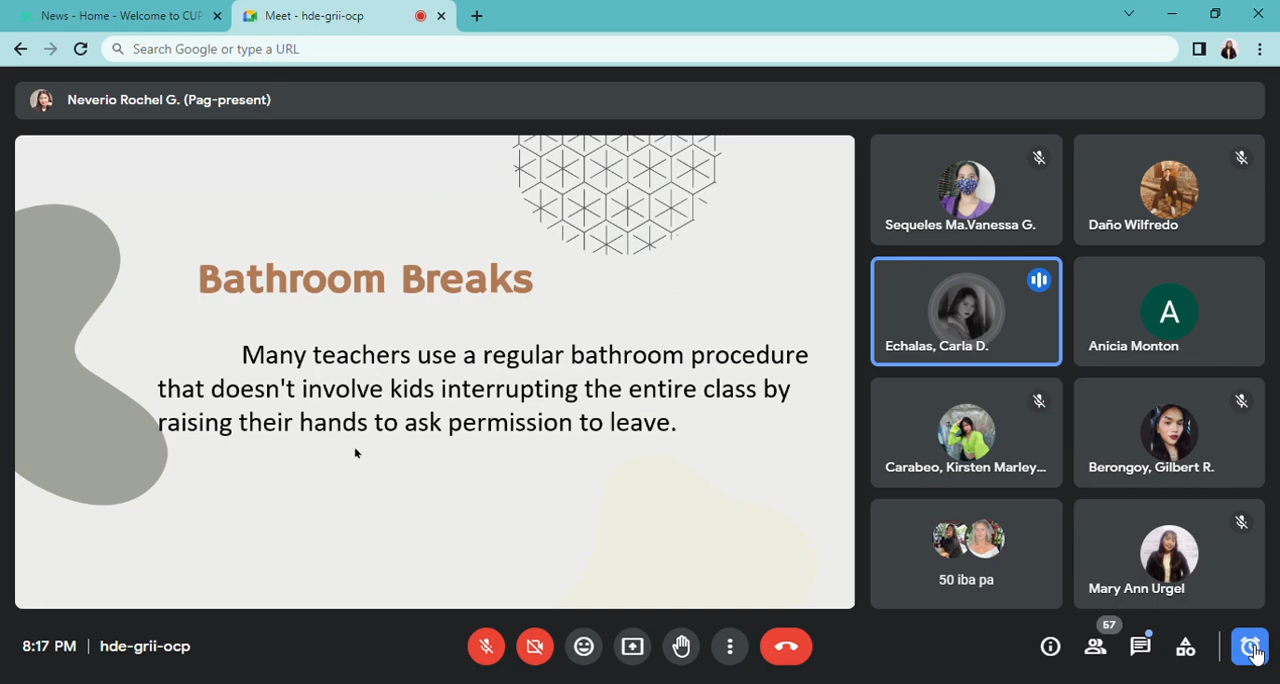 News - Home - Welcome to CUP
Meet - hde-grii-ocp
Search Google or type a URL
Neverio Rochel G. (Pag-present)
Bathroom Breaks
Many teachers use a regular bathroom procedure
that doesn't involve kids interrupting the entire class by
raising their hands to ask permission to leave.
Sequeles Ma.Vanessa G.
Daño Wilfredo
Echalas, Carla D.
A
Anicia Monton
Carabeo, Kirsten Marley...
Berongoy, Gilbert R.
50 iba pa
Mary Ann Urgel
8:17 PM | hde-grii-ocp
57